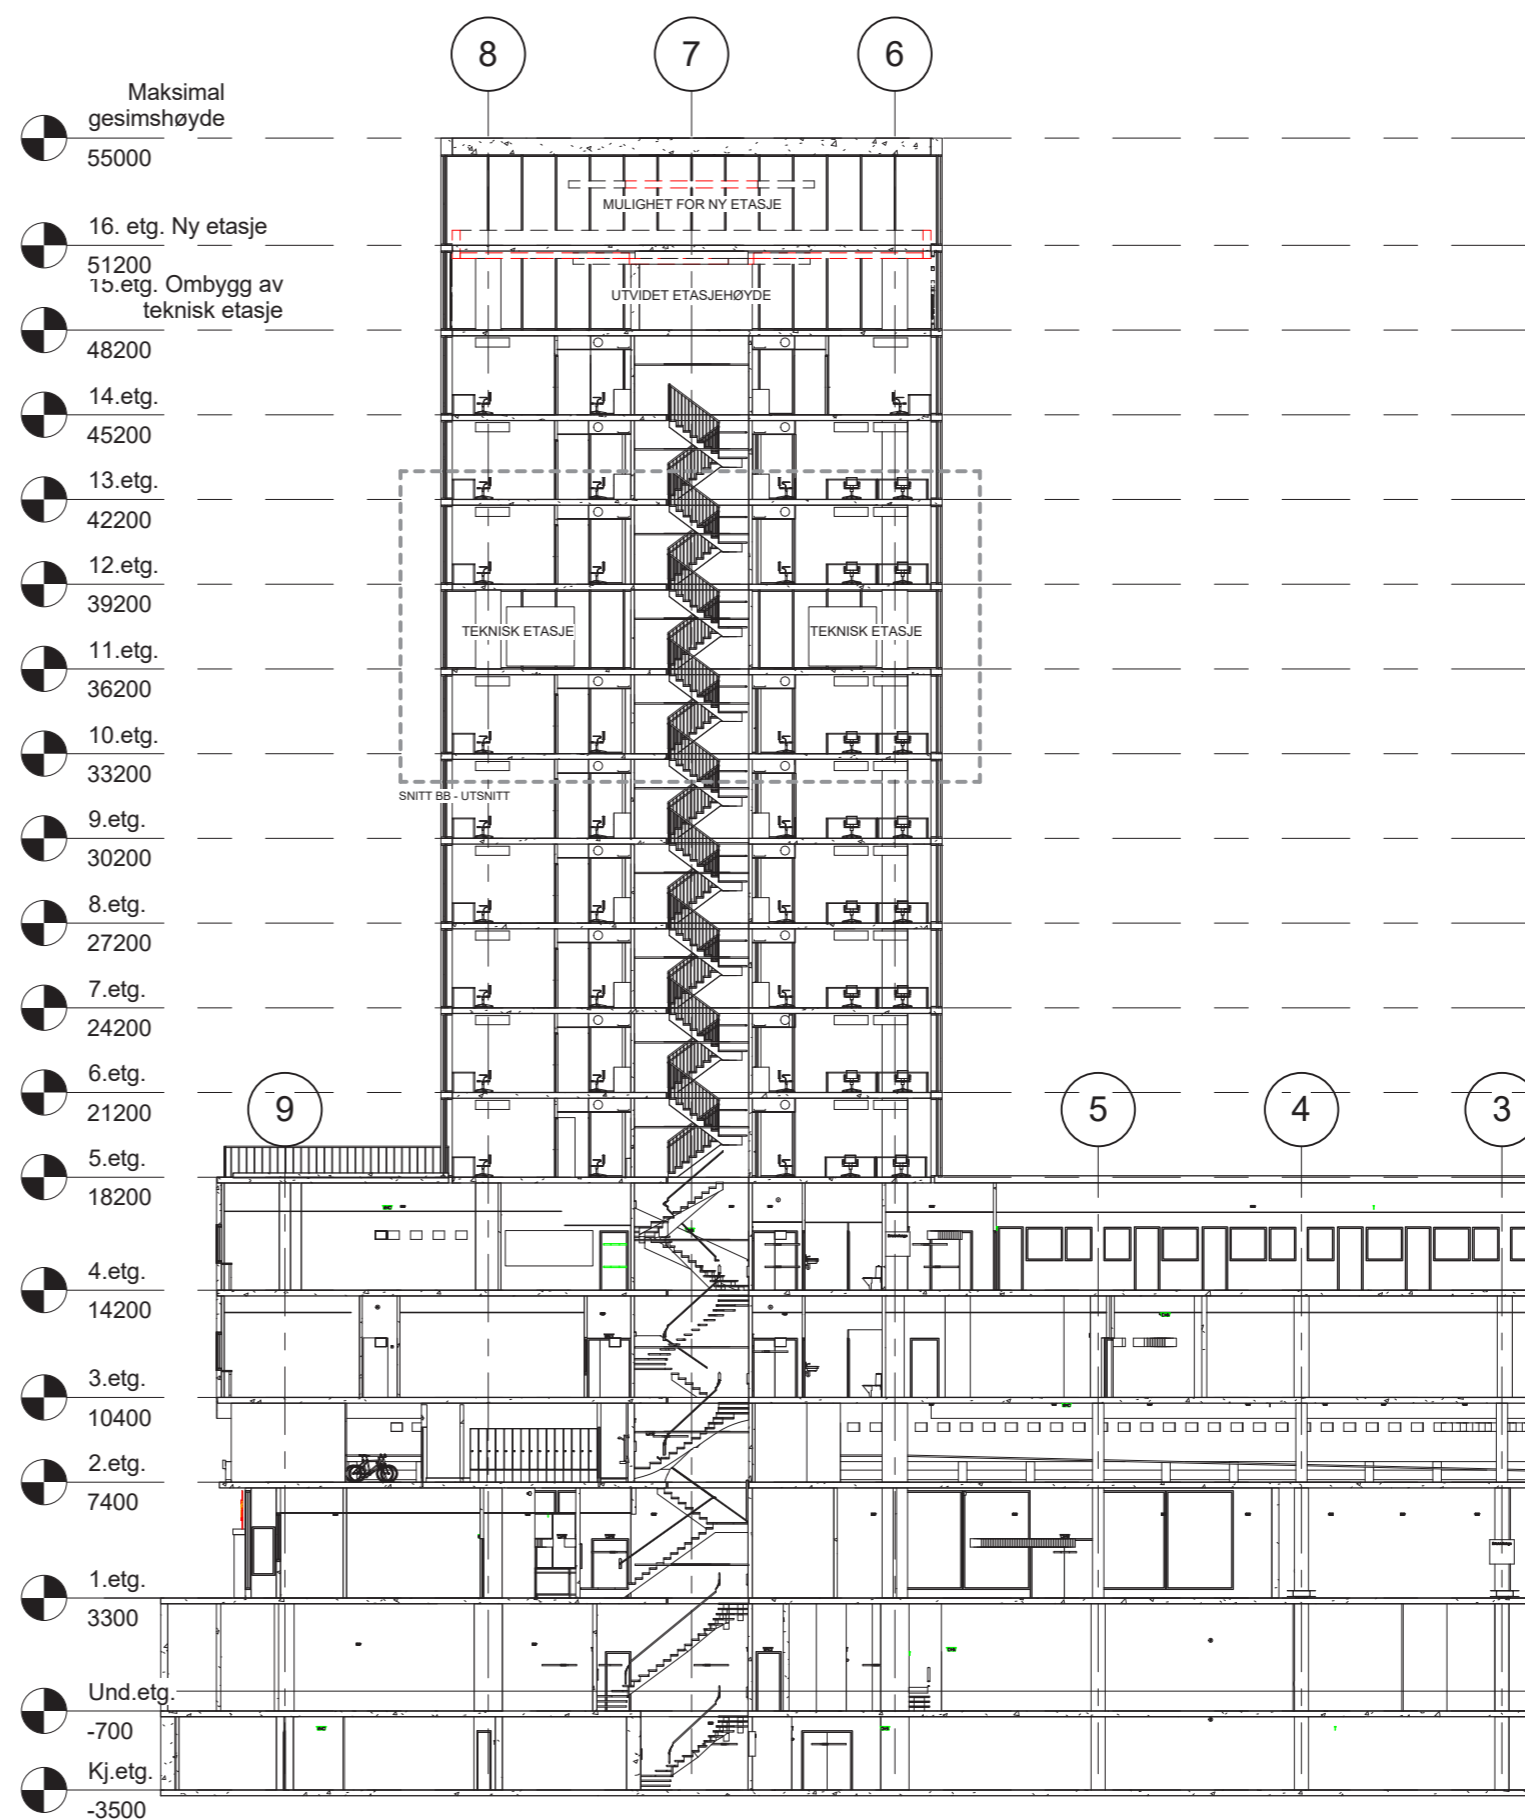 8
7
6
Maksimal
gesimshøyde
55000
MULIGHET FOR NY ETASJE
16. etg. Ny etasje
51200
15.etg. Ombygg av
teknisk etasje
UTVIDET ETASJEHØYDE
48200
14.etg.
45200
13.etg.
42200
12.etg.
39200
TEKNISK ETASJE
TEKNISK ETASJE
11.etg.
36200
10.etg.
33200
SNITT BB - UTSNITT
9.etg.
30200
8.etg.
27200
7.etg.
24200
6.etg.
21200
9
5
4
3
5.etg.
18200
4.etg.
14200
3.etg.
10400
2.etg.
7400
1.etg.
3300
Und.etg.
-700
Kj.etg.
-3500